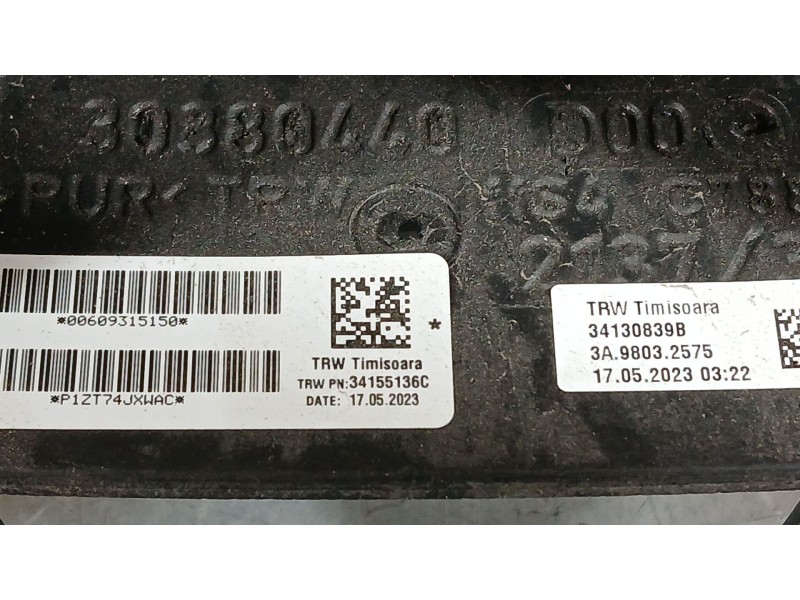 30380440 D00
>PUR< TRW
*00609315150*
*P1ZT74JXWAC*
*
TRW Timisoara
TRW PN:34155136C
DATE: 17.05.2023
TRW Timisoara
34130839B
3A.9803.2575
17.05.2023 03:22